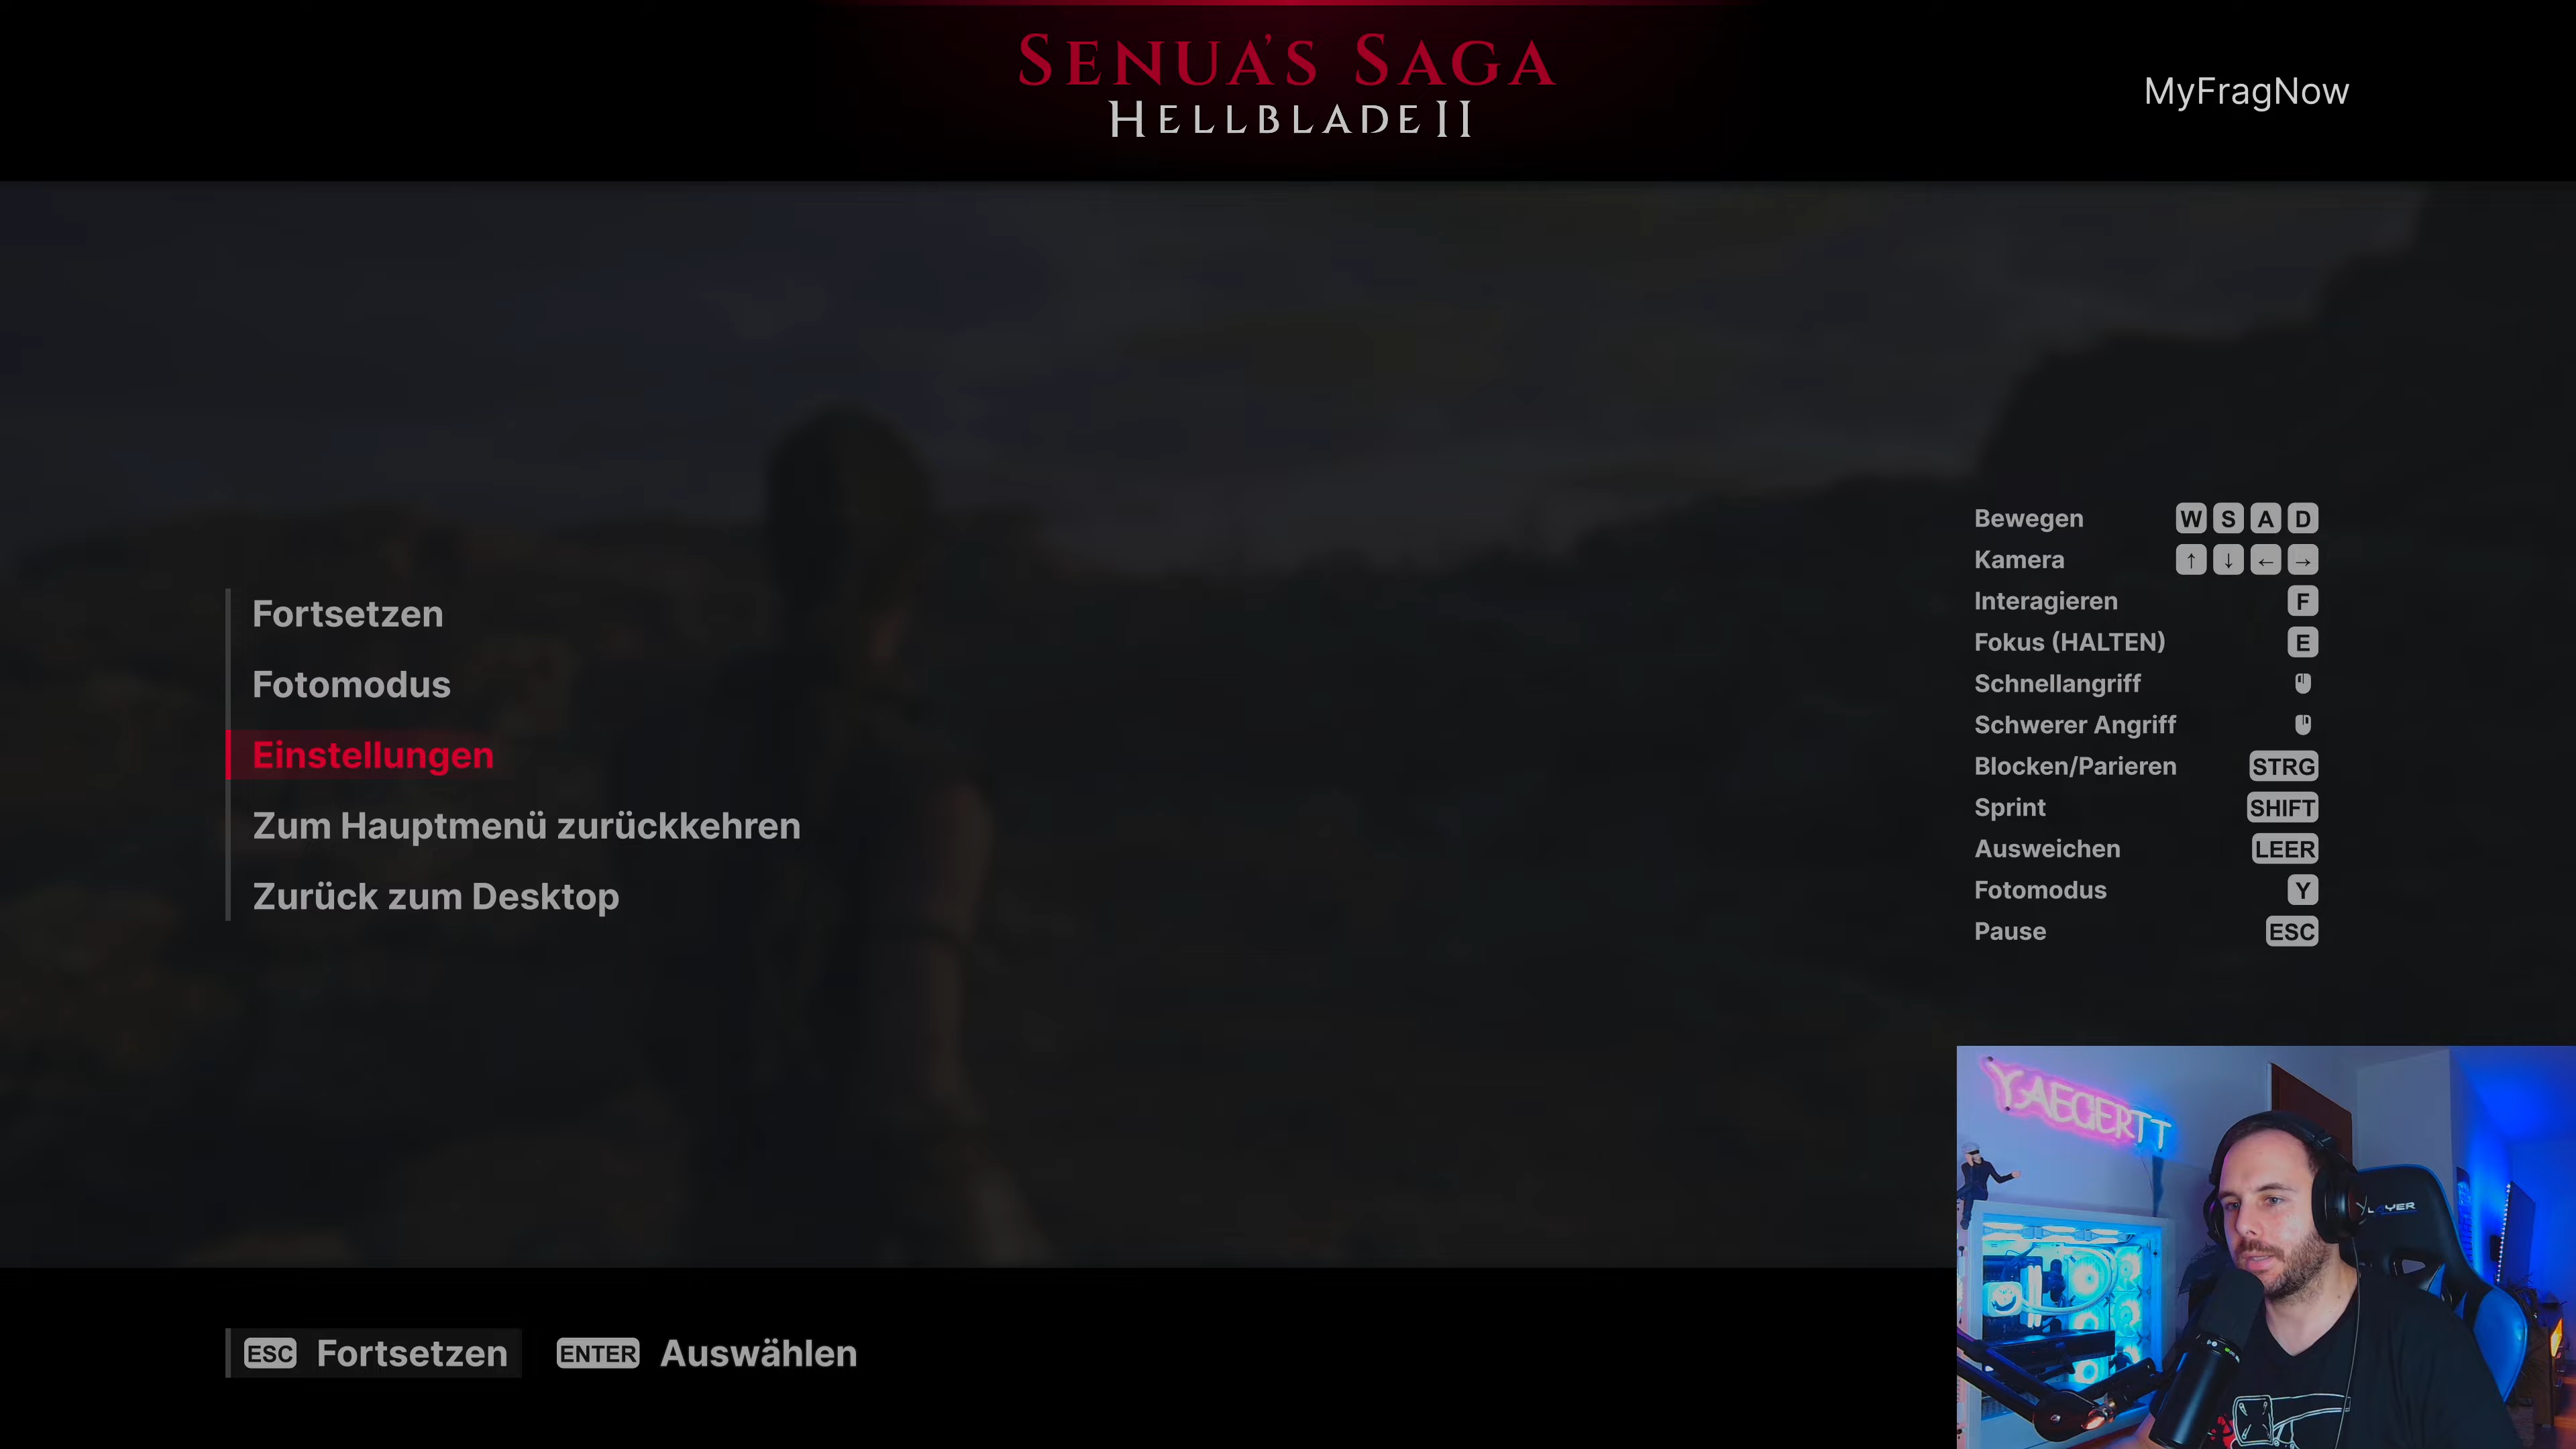 SENUA'S SAGA
HELLBLADE II
MyFragNow
Fortsetzen
Fotomodus
Einstellungen
Zum Hauptmenü zurückkehren
Zurück zum Desktop
Bewegen W S A D
Kamera ↑ ↓ ← →
Interagieren F
Fokus (HALTEN) E
Schnellangriff
Schwerer Angriff
Blocken/Parieren STRG
Sprint SHIFT
Ausweichen LEER
Fotomodus Y
Pause ESC
YAEGERTT
ESC Fortsetzen ENTER Auswählen